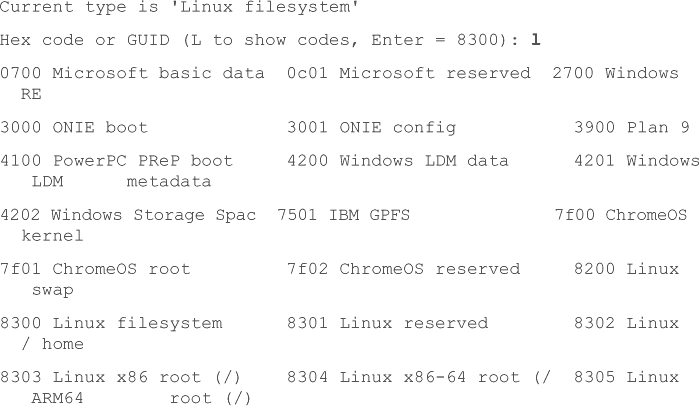 Current type is 'Linux filesystem'
Hex code or GUID (L to show codes, Enter = 8300): l
0700 Microsoft basic data 0c01 Microsoft reserved 2700 Windows
RE
3000 ONIE boot 3001 ONIE config 3900 Plan 9
4100 PowerPC PReP boot 4200 Windows LDM data 4201 Windows
LDM metadata
4202 Windows Storage Spac 7501 IBM GPFS 7f00 ChromeOS
kernel
7f01 ChromeOS root 7f02 ChromeOS reserved 8200 Linux
swap
8300 Linux filesystem 8301 Linux reserved 8302 Linux
/ home
8303 Linux x86 root (/) 8304 Linux x86-64 root (/ 8305 Linux
ARM64 root (/)